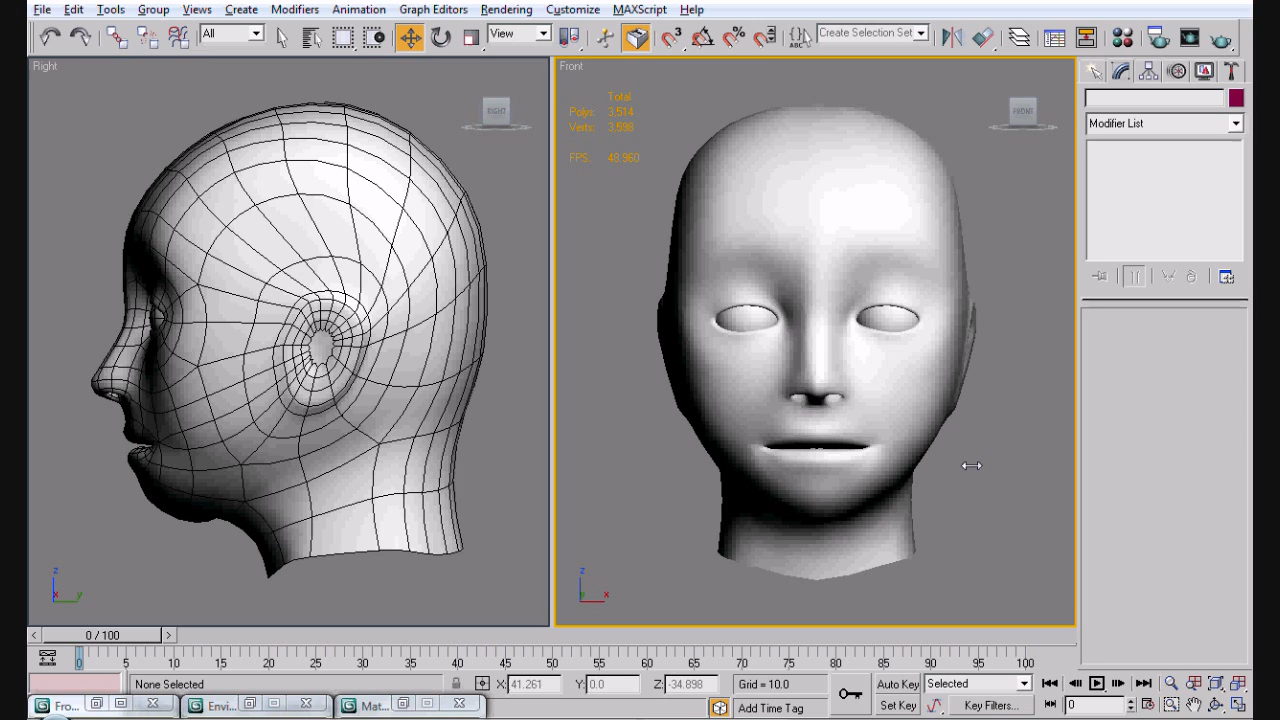 File Edit Tools Group Views Create Modifiers Animation Graph Editors Rendering Customize MAXScript Help
All View 3 ABC Create Selection Set
Right Front
RIGHT FRONT
Total
Polys: 3,514
Verts: 3,598
FPS: 48.960
Modifier List
z x y
z y x
0 / 100
0 5 10 15 20 25 30 35 40 45 50 55 60 65 70 75 80 85 90 95 100
None Selected X: 41.261 Y: 0.0 Z: -34.898 Grid = 10.0 Auto Key Selected
Fro... Envi... Mat... Add Time Tag Set Key Key Filters... 0